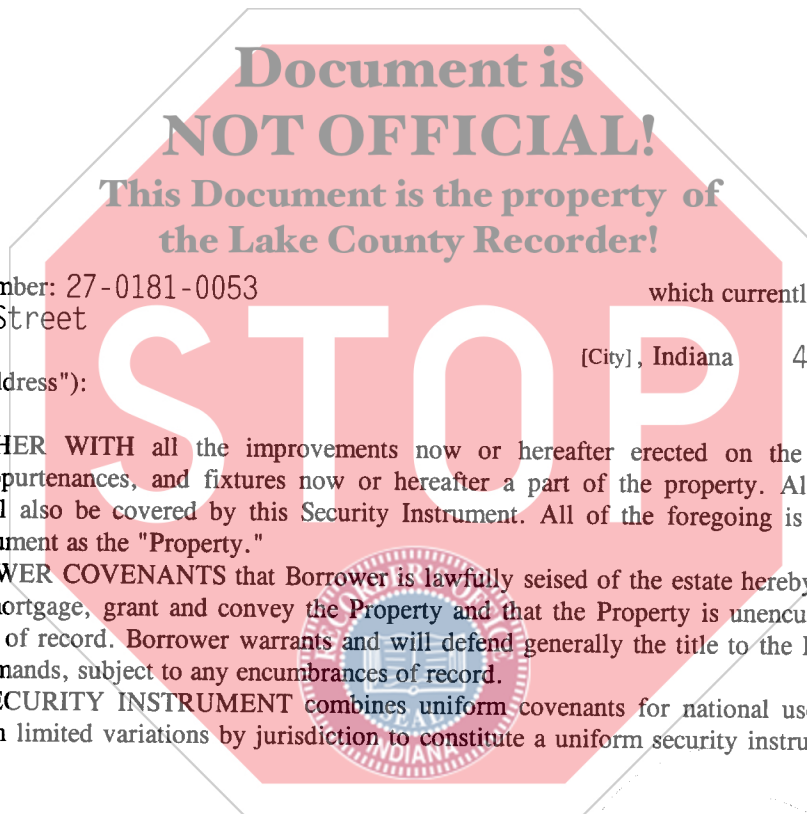 Document is
NOT OFFICIAL!
This Document is the property of
the Lake County Recorder!
mber: 27-0181-0053 which currentl
Street
[City], Indiana 4
ddress"):
STOP
HER WITH all the improvements now or hereafter erected on the
purtenances, and fixtures now or hereafter a part of the property. Al
l also be covered by this Security Instrument. All of the foregoing is
ument as the "Property."
WER COVENANTS that Borrower is lawfully seised of the estate hereby
ortgage, grant and convey the Property and that the Property is unencu
of record. Borrower warrants and will defend generally the title to the
mands, subject to any encumbrances of record.
ECURITY INSTRUMENT combines uniform covenants for national use
n limited variations by jurisdiction to constitute a uniform security instru
RECORDER'S OFFICE
SEAL
INDIANA